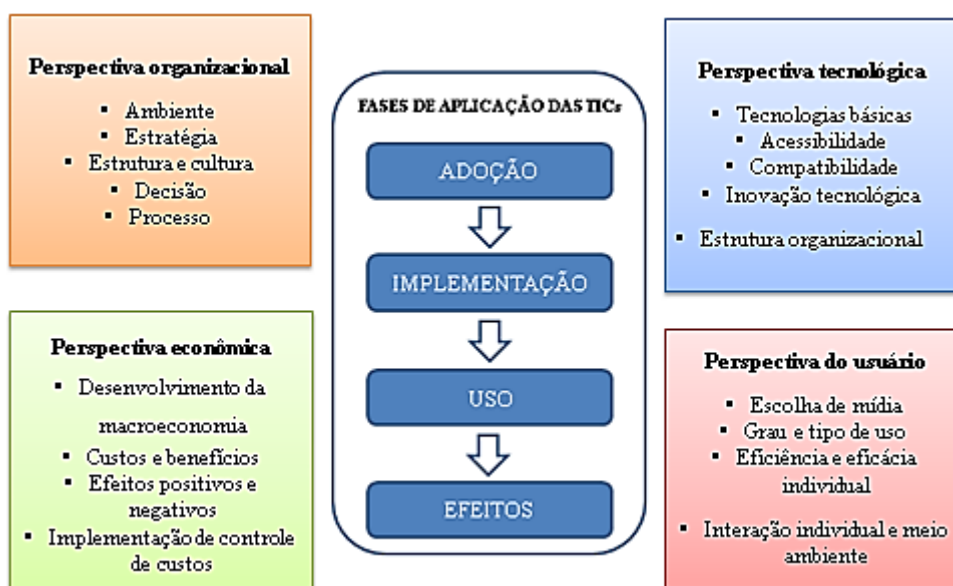 Perspectiva organizacional
▪ Ambiente
▪ Estratégia
▪ Estrutura e cultura
▪ Decisão
▪ Processo
FASES DE APLICAÇÃO DAS TICs
ADOÇÃO
IMPLEMENTAÇÃO
USO
EFEITOS
Perspectiva tecnológica
▪ Tecnologias básicas
▪ Acessibilidade
▪ Compatibilidade
▪ Inovação tecnológica
▪ Estrutura organizacional
Perspectiva econômica
▪ Desenvolvimento da
macroeconomia
▪ Custos e benefícios
▪ Efeitos positivos e
negativos
▪ Implementação de controle
de custos
Perspectiva do usuário
▪ Escolha de mídia
▪ Grau e tipo de uso
▪ Eficiência e eficácia
individual
▪ Interação individual e meio
ambiente